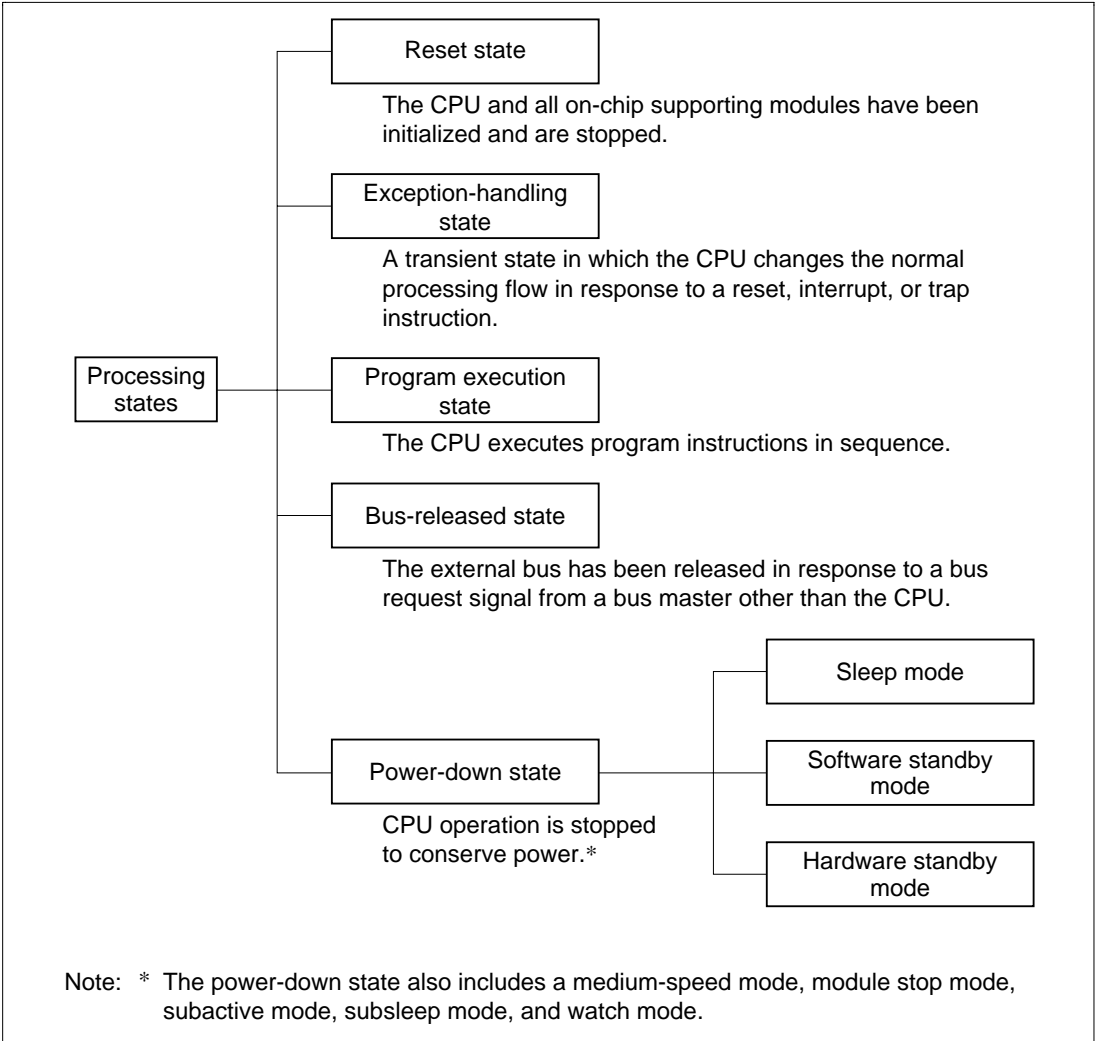 Reset state
The CPU and all on-chip supporting modules have been
initialized and are stopped.
Exception-handling
state
A transient state in which the CPU changes the normal
processing flow in response to a reset, interrupt, or trap
instruction.
Processing
states
Program execution
state
The CPU executes program instructions in sequence.
Bus-released state
The external bus has been released in response to a bus
request signal from a bus master other than the CPU.
Sleep mode
Power-down state
CPU operation is stopped
to conserve power.*
Software standby
mode
Hardware standby
mode
Note: * The power-down state also includes a medium-speed mode, module stop mode,
subactive mode, subsleep mode, and watch mode.